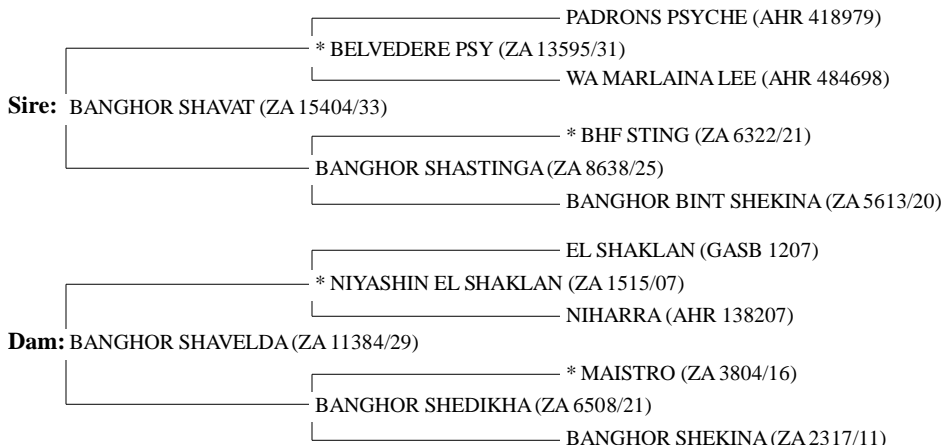 PADRONS PSYCHE (AHR 418979)
* BELVEDERE PSY (ZA 13595/31)
WA MARLAINA LEE (AHR 484698)
Sire: BANGHOR SHAVAT (ZA 15404/33)
* BHF STING (ZA 6322/21)
BANGHOR SHASTINGA (ZA 8638/25)
BANGHOR BINT SHEKINA (ZA 5613/20)
EL SHAKLAN (GASB 1207)
* NIYASHIN EL SHAKLAN (ZA 1515/07)
NIHARRA (AHR 138207)
Dam: BANGHOR SHAVELDA (ZA 11384/29)
* MAISTRO (ZA 3804/16)
BANGHOR SHEDIKHA (ZA 6508/21)
BANGHOR SHEKINA (ZA 2317/11)